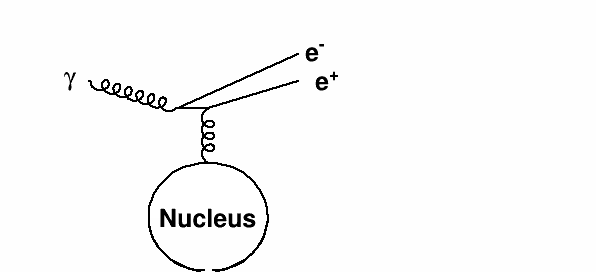 e⁻
γ
e⁺
Nucleus